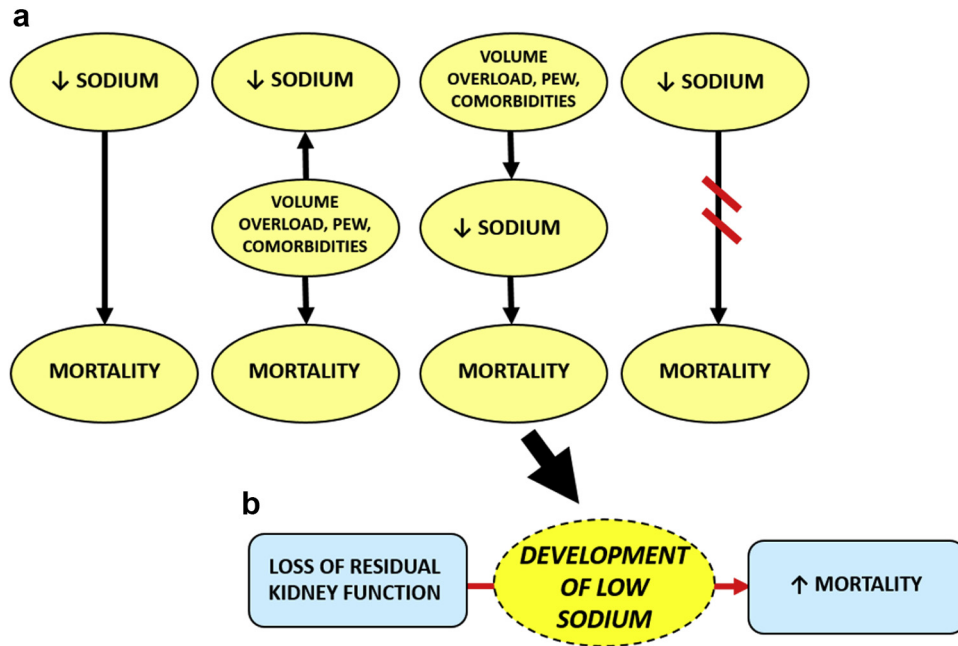 a
↓ SODIUM
MORTALITY
↓ SODIUM
VOLUME
OVERLOAD, PEW,
COMORBIDITIES
MORTALITY
VOLUME
OVERLOAD, PEW,
COMORBIDITIES
↓ SODIUM
MORTALITY
↓ SODIUM
MORTALITY
b
LOSS OF RESIDUAL
KIDNEY FUNCTION
DEVELOPMENT
OF LOW
SODIUM
↑ MORTALITY